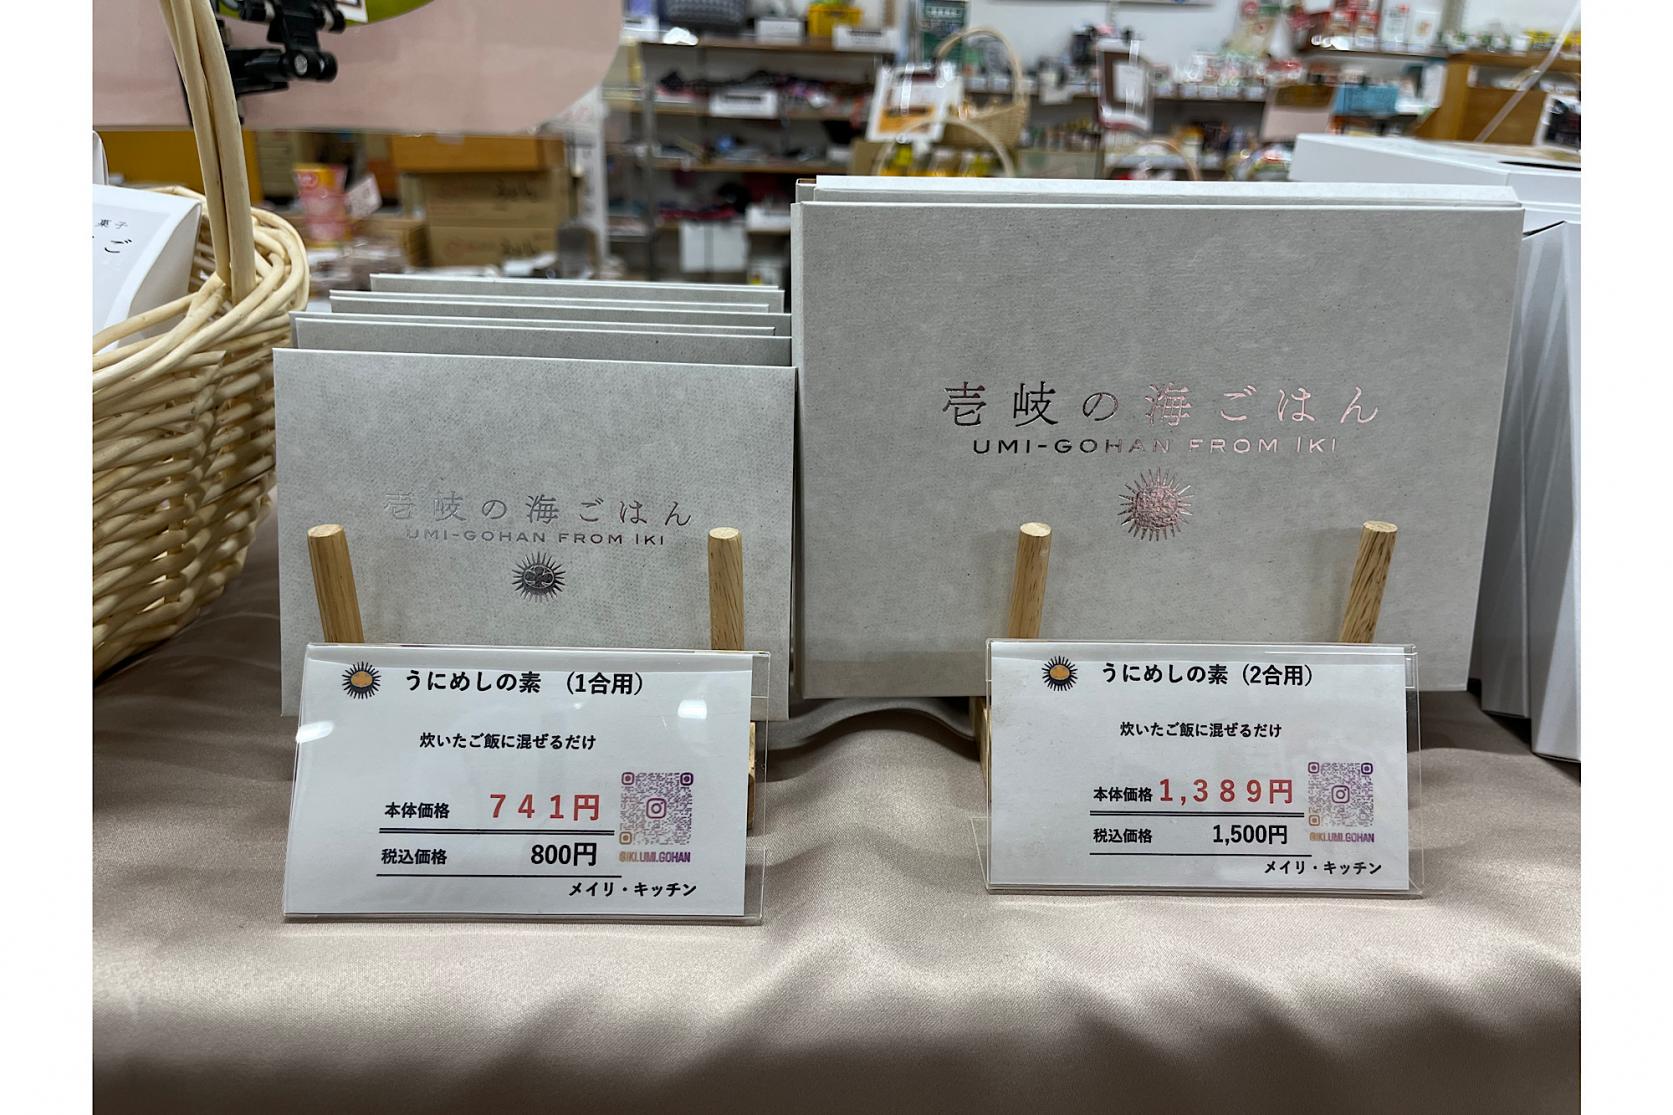 菓子
壱岐の海ごはん
UMI-GOHAN FROM IKI
壱岐の海ごはん
UMI-GOHAN FROM IKI
うにめしの素 (1合用)
炊いたご飯に混ぜるだけ
本体価格 741円
税込価格 800円
@IKI.UMI.GOHAN
メイリ・キッチン
うにめしの素 (2合用)
炊いたご飯に混ぜるだけ
本体価格 1,389円
税込価格 1,500円
@IKI.UMI.GOHAN
メイリ・キッチン